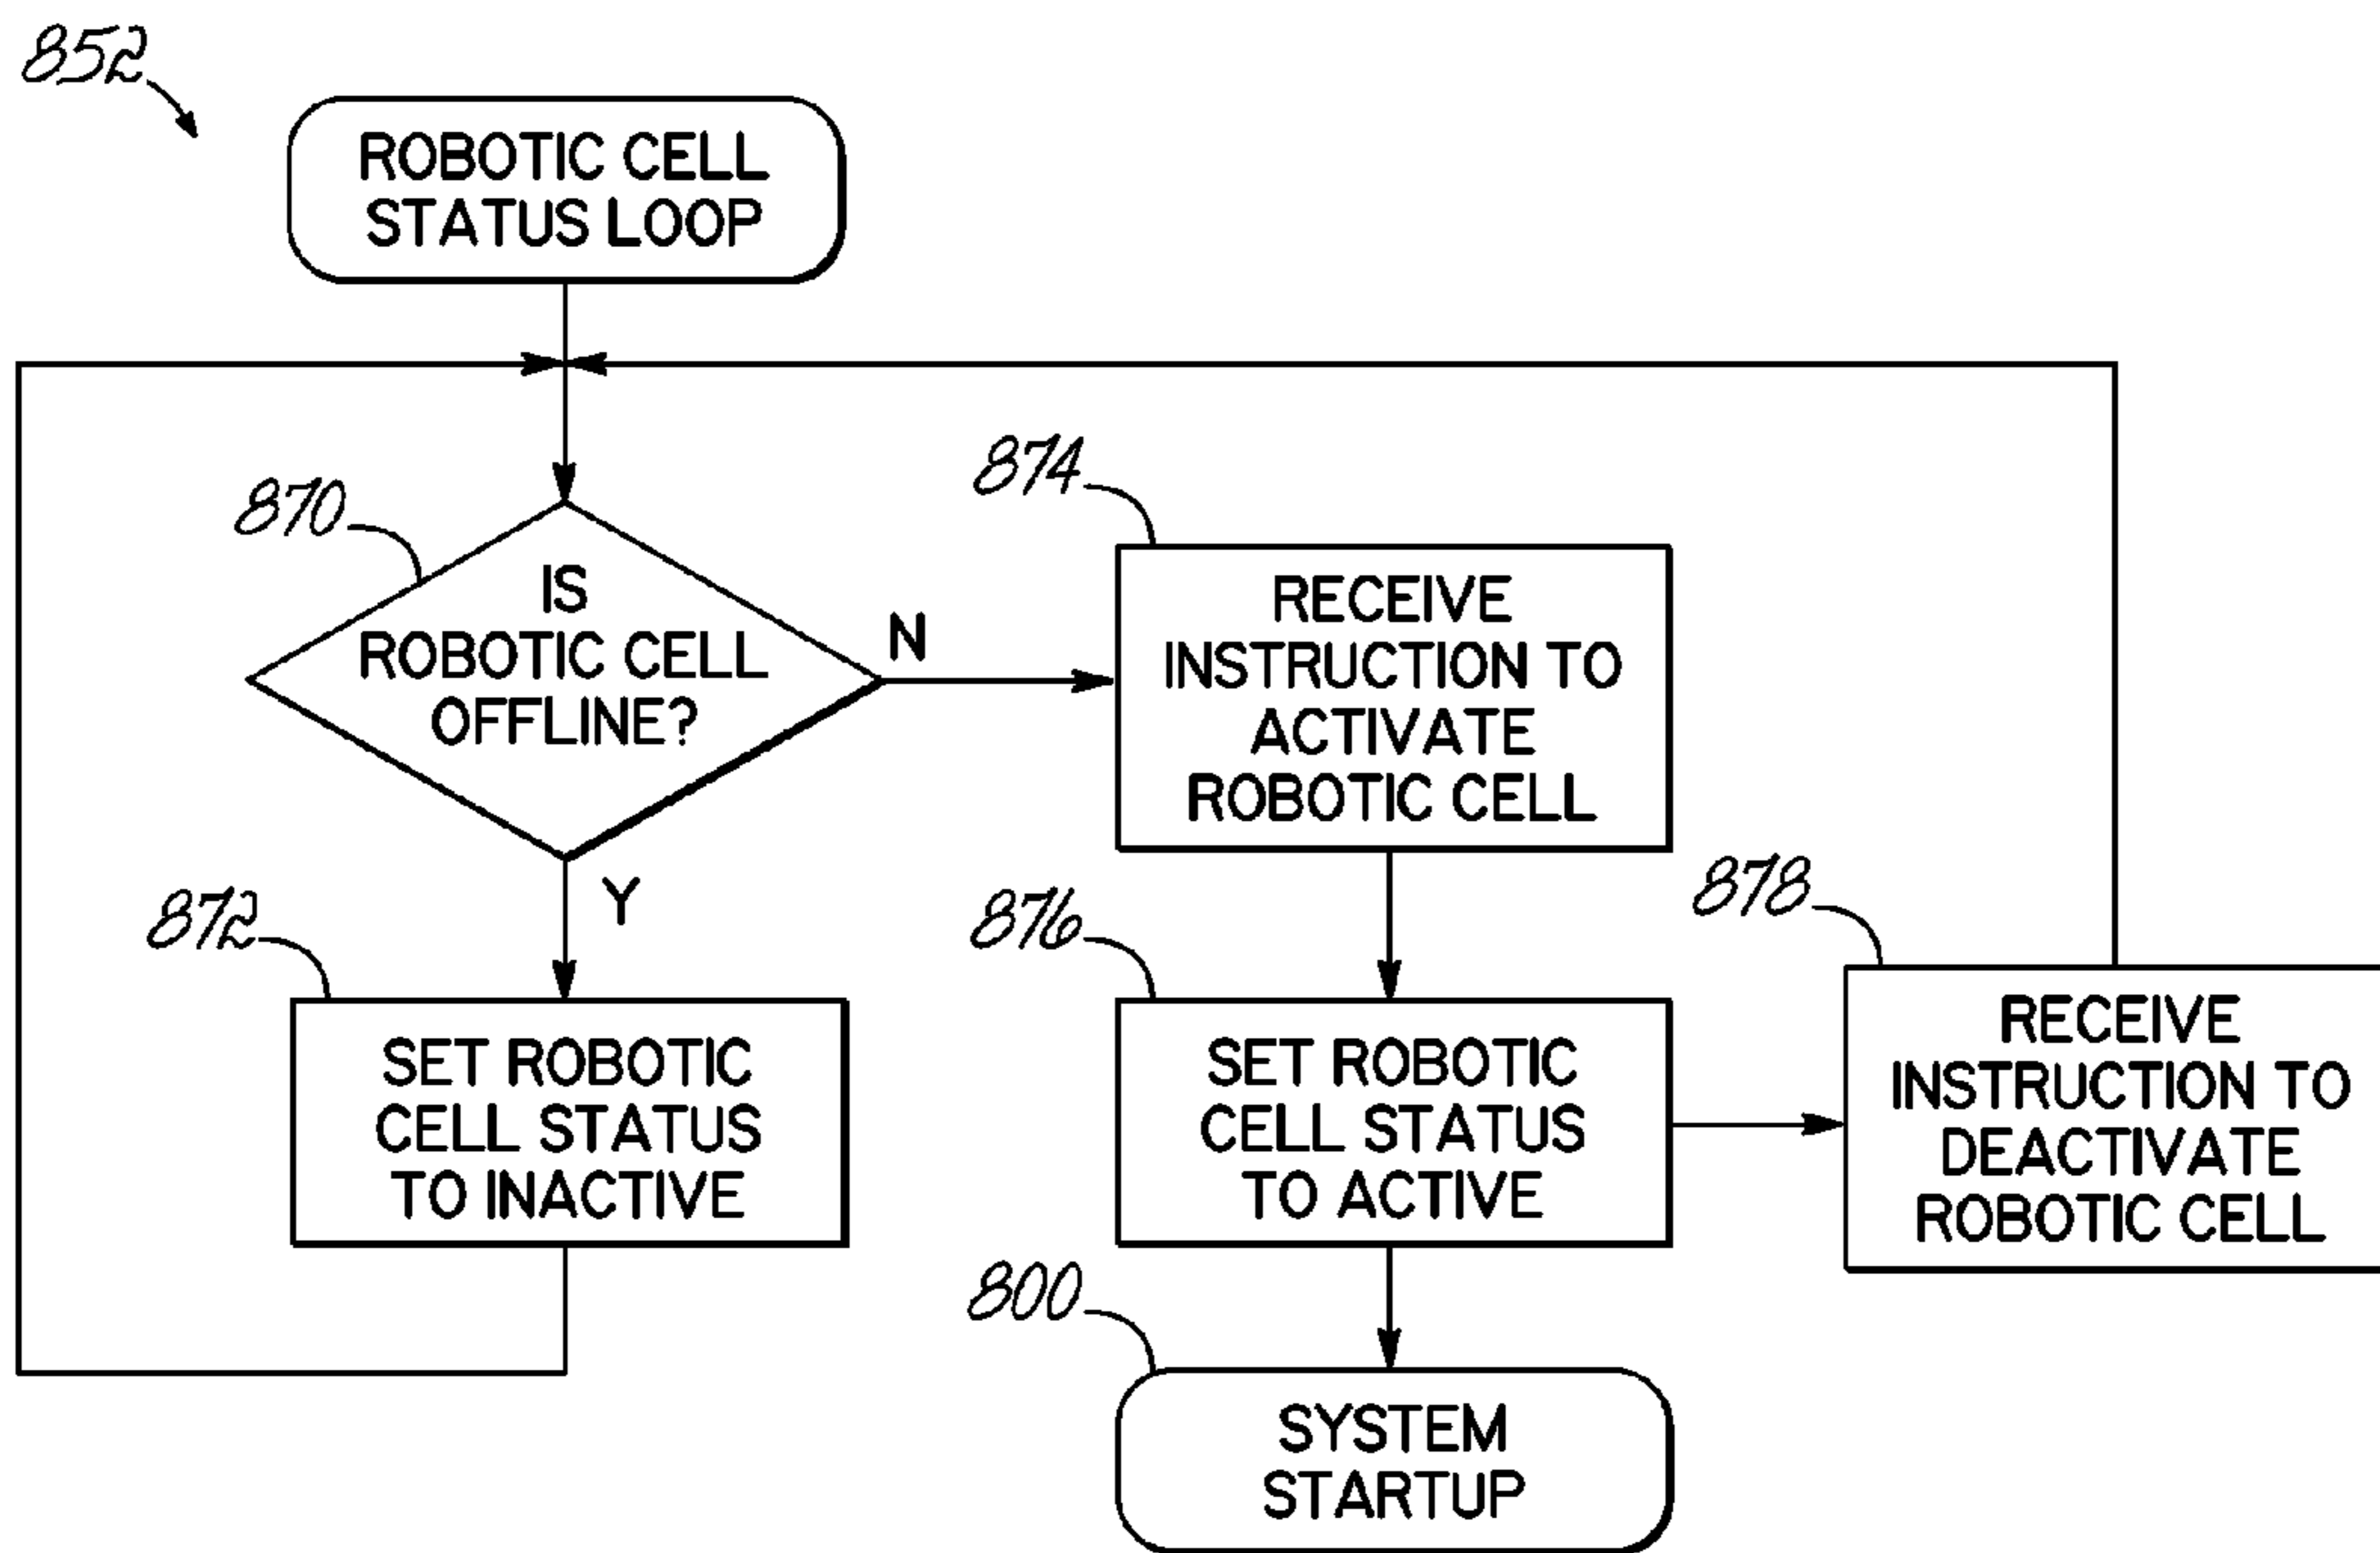 852
ROBOTIC CELL
STATUS LOOP
870
IS
ROBOTIC CELL
OFFLINE?
N
Y
874
RECEIVE
INSTRUCTION TO
ACTIVATE
ROBOTIC CELL
872
SET ROBOTIC
CELL STATUS
TO INACTIVE
876
SET ROBOTIC
CELL STATUS
TO ACTIVE
878
RECEIVE
INSTRUCTION TO
DEACTIVATE
ROBOTIC CELL
800
SYSTEM
STARTUP